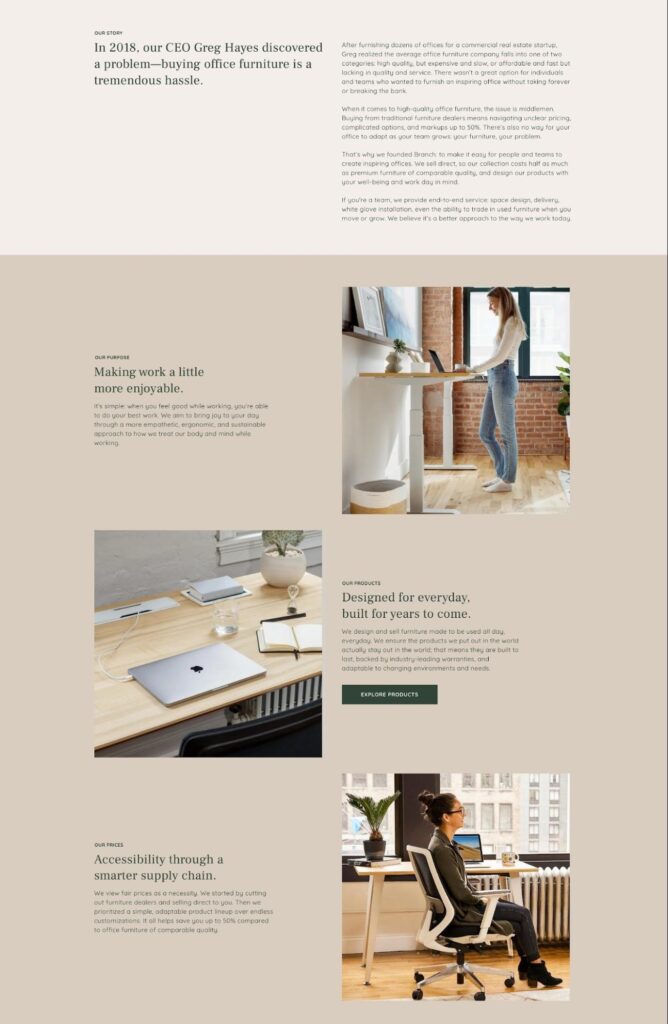 OUR STORY
In 2018, our CEO Greg Hayes discovered
a problem—buying office furniture is a
tremendous hassle.
After furnishing dozens of offices for a commercial real estate startup,
Greg realized the average office furniture company falls into one of two
categories: high quality, but expensive and slow, or affordable and fast but
lacking in quality and service. There wasn't a great option for individuals
and teams who wanted to furnish an inspiring office without taking forever
or breaking the bank.
When it comes to high-quality office furniture, the issue is middlemen.
Buying from traditional furniture dealers means navigating unclear pricing,
complicated options, and markups up to 50%. There's also no way for your
office to adapt as your team grows: your furniture, your problem.
That's why we founded Branch: to make it easy for people and teams to
create inspiring offices. We sell direct, so our collection costs half as much
as premium furniture of comparable quality, and design our products with
your well-being and work day in mind.
If you're a team, we provide end-to-end service: space design, delivery,
white glove installation, even the ability to trade in used furniture when you
move or grow. We believe it's a better approach to the way we work today.
OUR PURPOSE
Making work a little
more enjoyable.
It's simple: when you feel good while working, you're able
to do your best work. We aim to bring joy to your day
through a more empathetic, ergonomic, and sustainable
approach to how we treat our body and mind while
working.
OUR PRODUCTS
Designed for everyday,
built for years to come.
We design and sell furniture made to be used all day,
everyday. We ensure the products we put out in the world
actually stay out in the world; that means they are built to
last, backed by industry-leading warranties, and
adaptable to changing environments and needs.
EXPLORE PRODUCTS
OUR PRICES
Accessibility through a
smarter supply chain.
We view fair prices as a necessity. We started by cutting
out furniture dealers and selling direct to you. Then we
prioritized a simple, adaptable product lineup over endless
customizations. It all helps save you up to 50% compared
to office furniture of comparable quality.